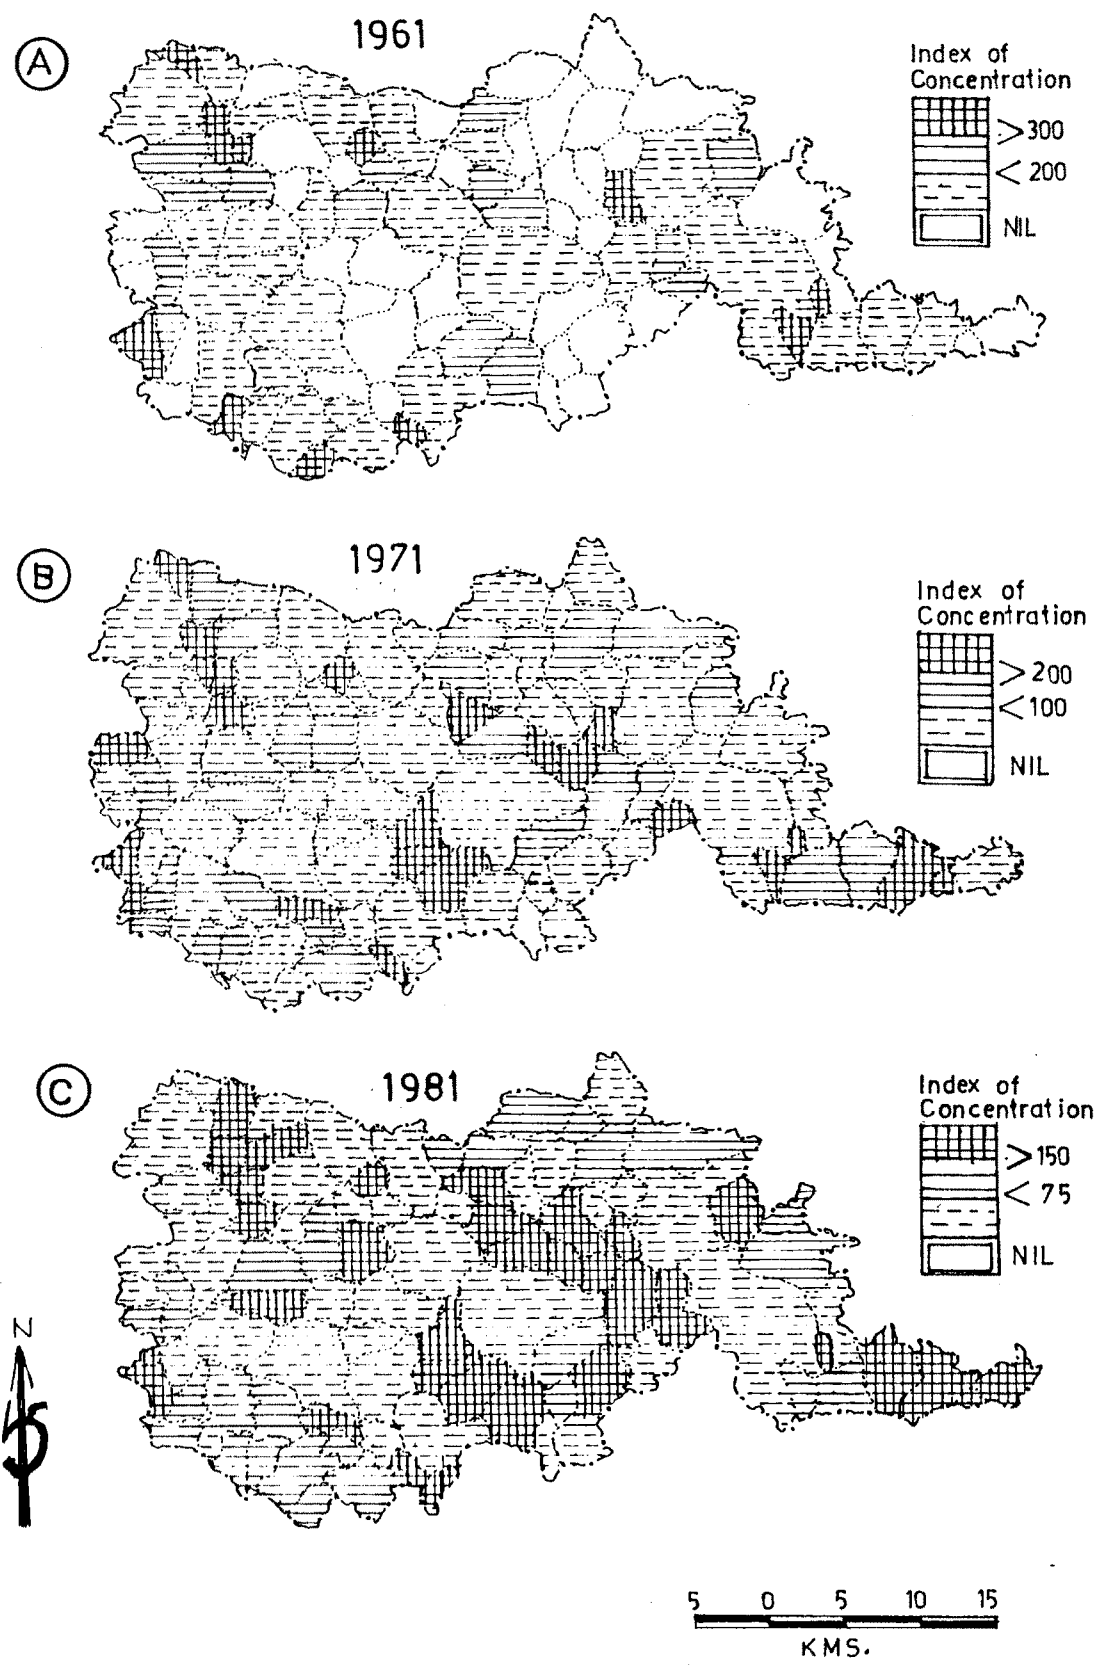 A
1961
Index of
Concentration
>300
<200
NIL
B
1971
Index of
Concentration
>200
<100
NIL
C
1981
Index of
Concentration
>150
<75
NIL
N
5 0 5 10 15
KMS.